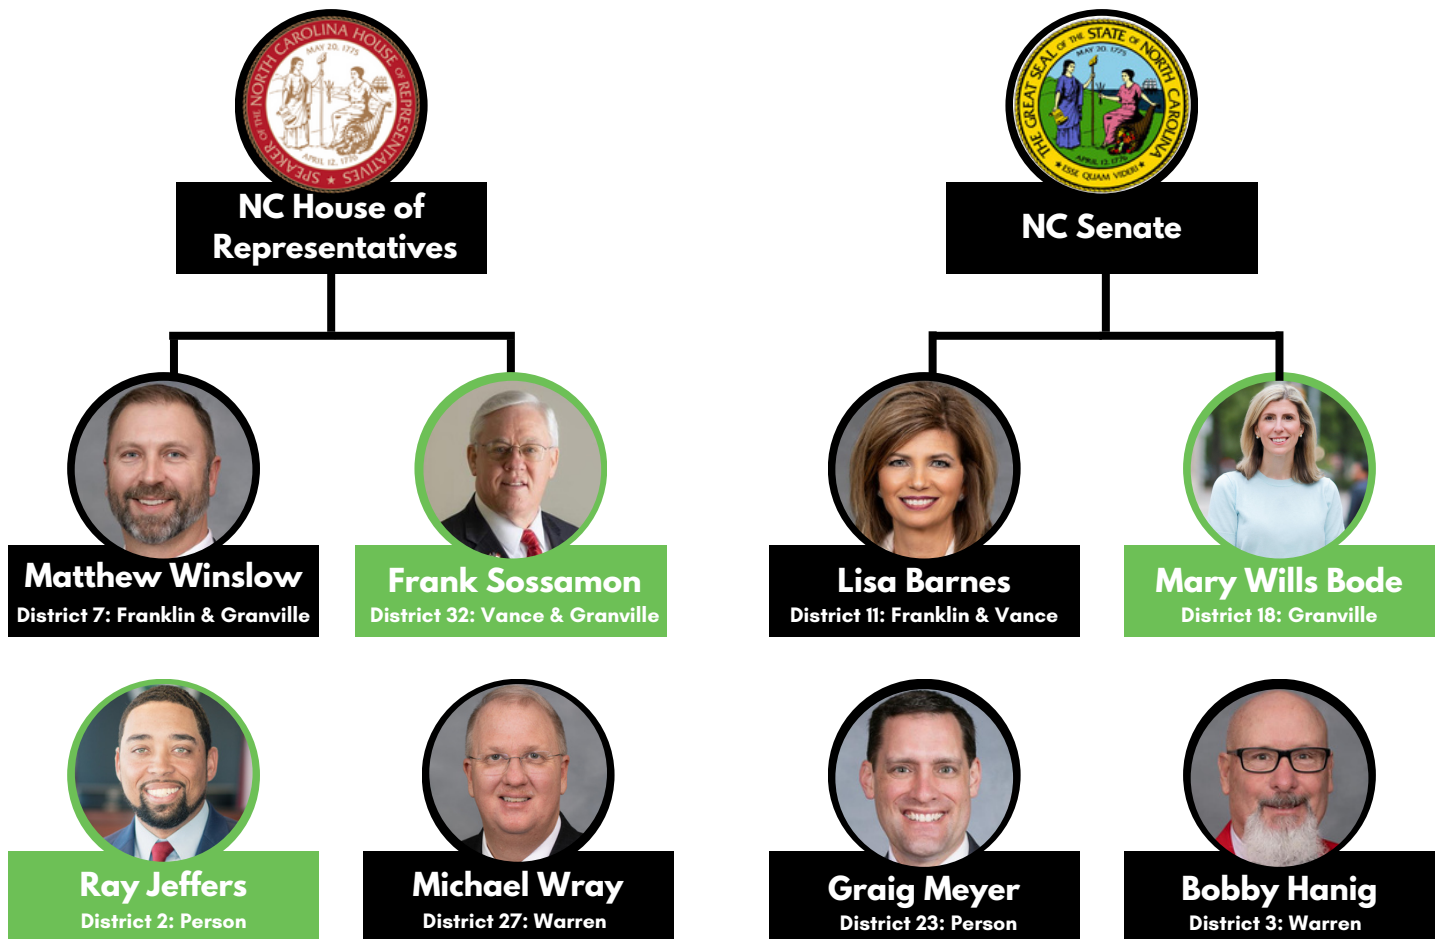 SPEAKER OF THE NORTH CAROLINA HOUSE OF REPRESENTATIVES ★
MAY 20, 1775
APRIL 12, 1776
NC House of
Representatives
THE GREAT SEAL OF THE STATE OF NORTH CAROLINA
MAY 20, 1775
APRIL 12, 1776
★ ESSE QUAM VIDERI ★
NC Senate
Matthew Winslow
District 7: Franklin & Granville
Frank Sossamon
District 32: Vance & Granville
Lisa Barnes
District 11: Franklin & Vance
Mary Wills Bode
District 18: Granville
Ray Jeffers
District 2: Person
Michael Wray
District 27: Warren
Graig Meyer
District 23: Person
Bobby Hanig
District 3: Warren